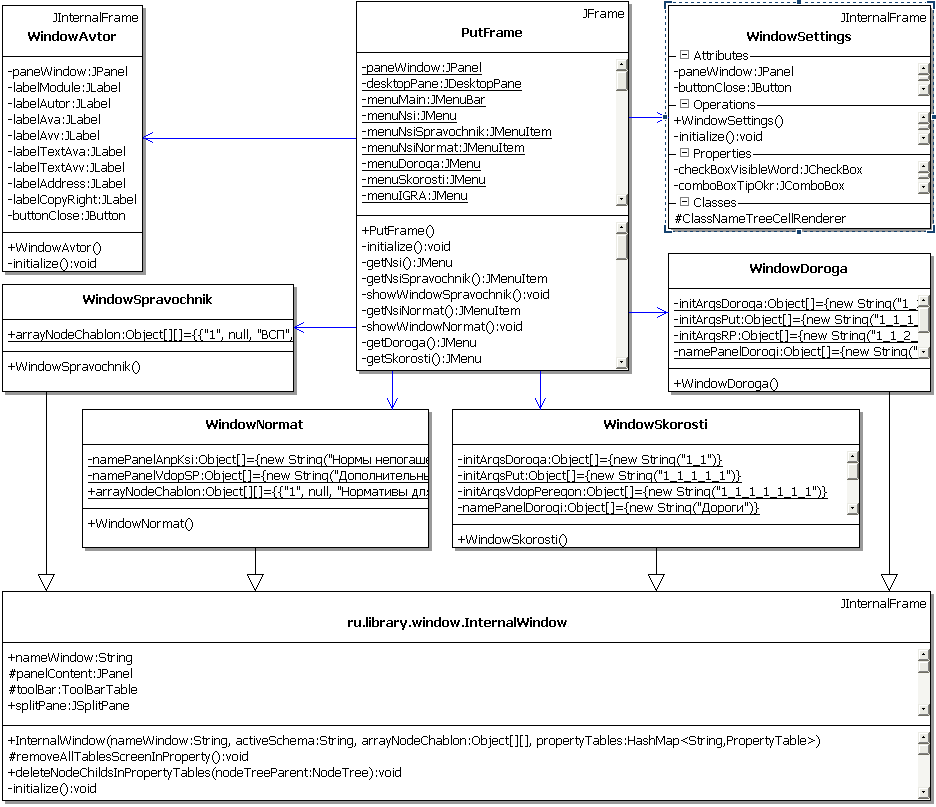 JInternalFrame
WindowAvtor
-paneWindow:JPanel
-labelModule:JLabel
-labelAutor:JLabel
-labelAva:JLabel
-labelAvv:JLabel
-labelTextAva:JLabel
-labelTextAvv:JLabel
-labelAddress:JLabel
-labelCopyRight:JLabel
-buttonClose:JButton
+WindowAvtor()
-initialize():void
JFrame
PutFrame
-paneWindow:JPanel
-desktopPane:JDesktopPane
-menuMain:JMenuBar
-menuNsi:JMenu
-menuNsiSpravochnik:JMenuItem
-menuNsiNormat:JMenuItem
-menuDoroga:JMenu
-menuSkorosti:JMenu
-menuIGRA:JMenu
+PutFrame()
-initialize():void
-getNsi():JMenu
-getNsiSpravochnik():JMenuItem
-showWindowSpravochnik():void
-getNsiNormat():JMenuItem
-showWindowNormat():void
-getDoroga():JMenu
-getSkorosti():JMenu
JInternalFrame
WindowSettings
Attributes
-paneWindow:JPanel
-buttonClose:JButton
Operations
+WindowSettings()
-initialize():void
Properties
-checkBoxVisibleWord:JCheckBox
-comboBoxTipOkr:JComboBox
Classes
#ClassNameTreeCellRenderer
WindowSpravochnik
+arrayNodeChablon:Object[][]={{"1", null, "ВСП",
+WindowSpravochnik()
WindowDoroga
-initArgsDoroga:Object[]={new String("1_
-initArgsPut:Object[]={new String("1_1_1_
-initArgsRP:Object[]={new String("1_1_2_
-namePanelDorogi:Object[]={new String("
+WindowDoroga()
WindowNormat
-namePanelAnpKsi:Object[]={new String("Нормы непогаше
-namePanelVdopSP:Object[]={new String("Дополнительнь
+arrayNodeChablon:Object[][]={{"1", null, "Нормативы для
+WindowNormat()
WindowSkorosti
-initArgsDoroga:Object[]={new String("1_1")}
-initArgsPut:Object[]={new String("1_1_1_1_1")}
-initArgsVdopPeregon:Object[]={new String("1_1_1_1_1_1_1")}
-namePanelDorogi:Object[]={new String("Дороги")}
+WindowSkorosti()
JInternalFrame
ru.library.window.InternalWindow
+nameWindow:String
#panelContent:JPanel
#toolBar:ToolBarTable
+splitPane:JSplitPane
+InternalWindow(nameWindow:String, activeSchema:String, arrayNodeChablon:Object[][], propertyTables:HashMap<String,PropertyTable>)
#removeAllTablesScreenInProperty():void
+deleteNodeChildsInPropertyTables(nodeTreeParent:NodeTree):void
-initialize():void